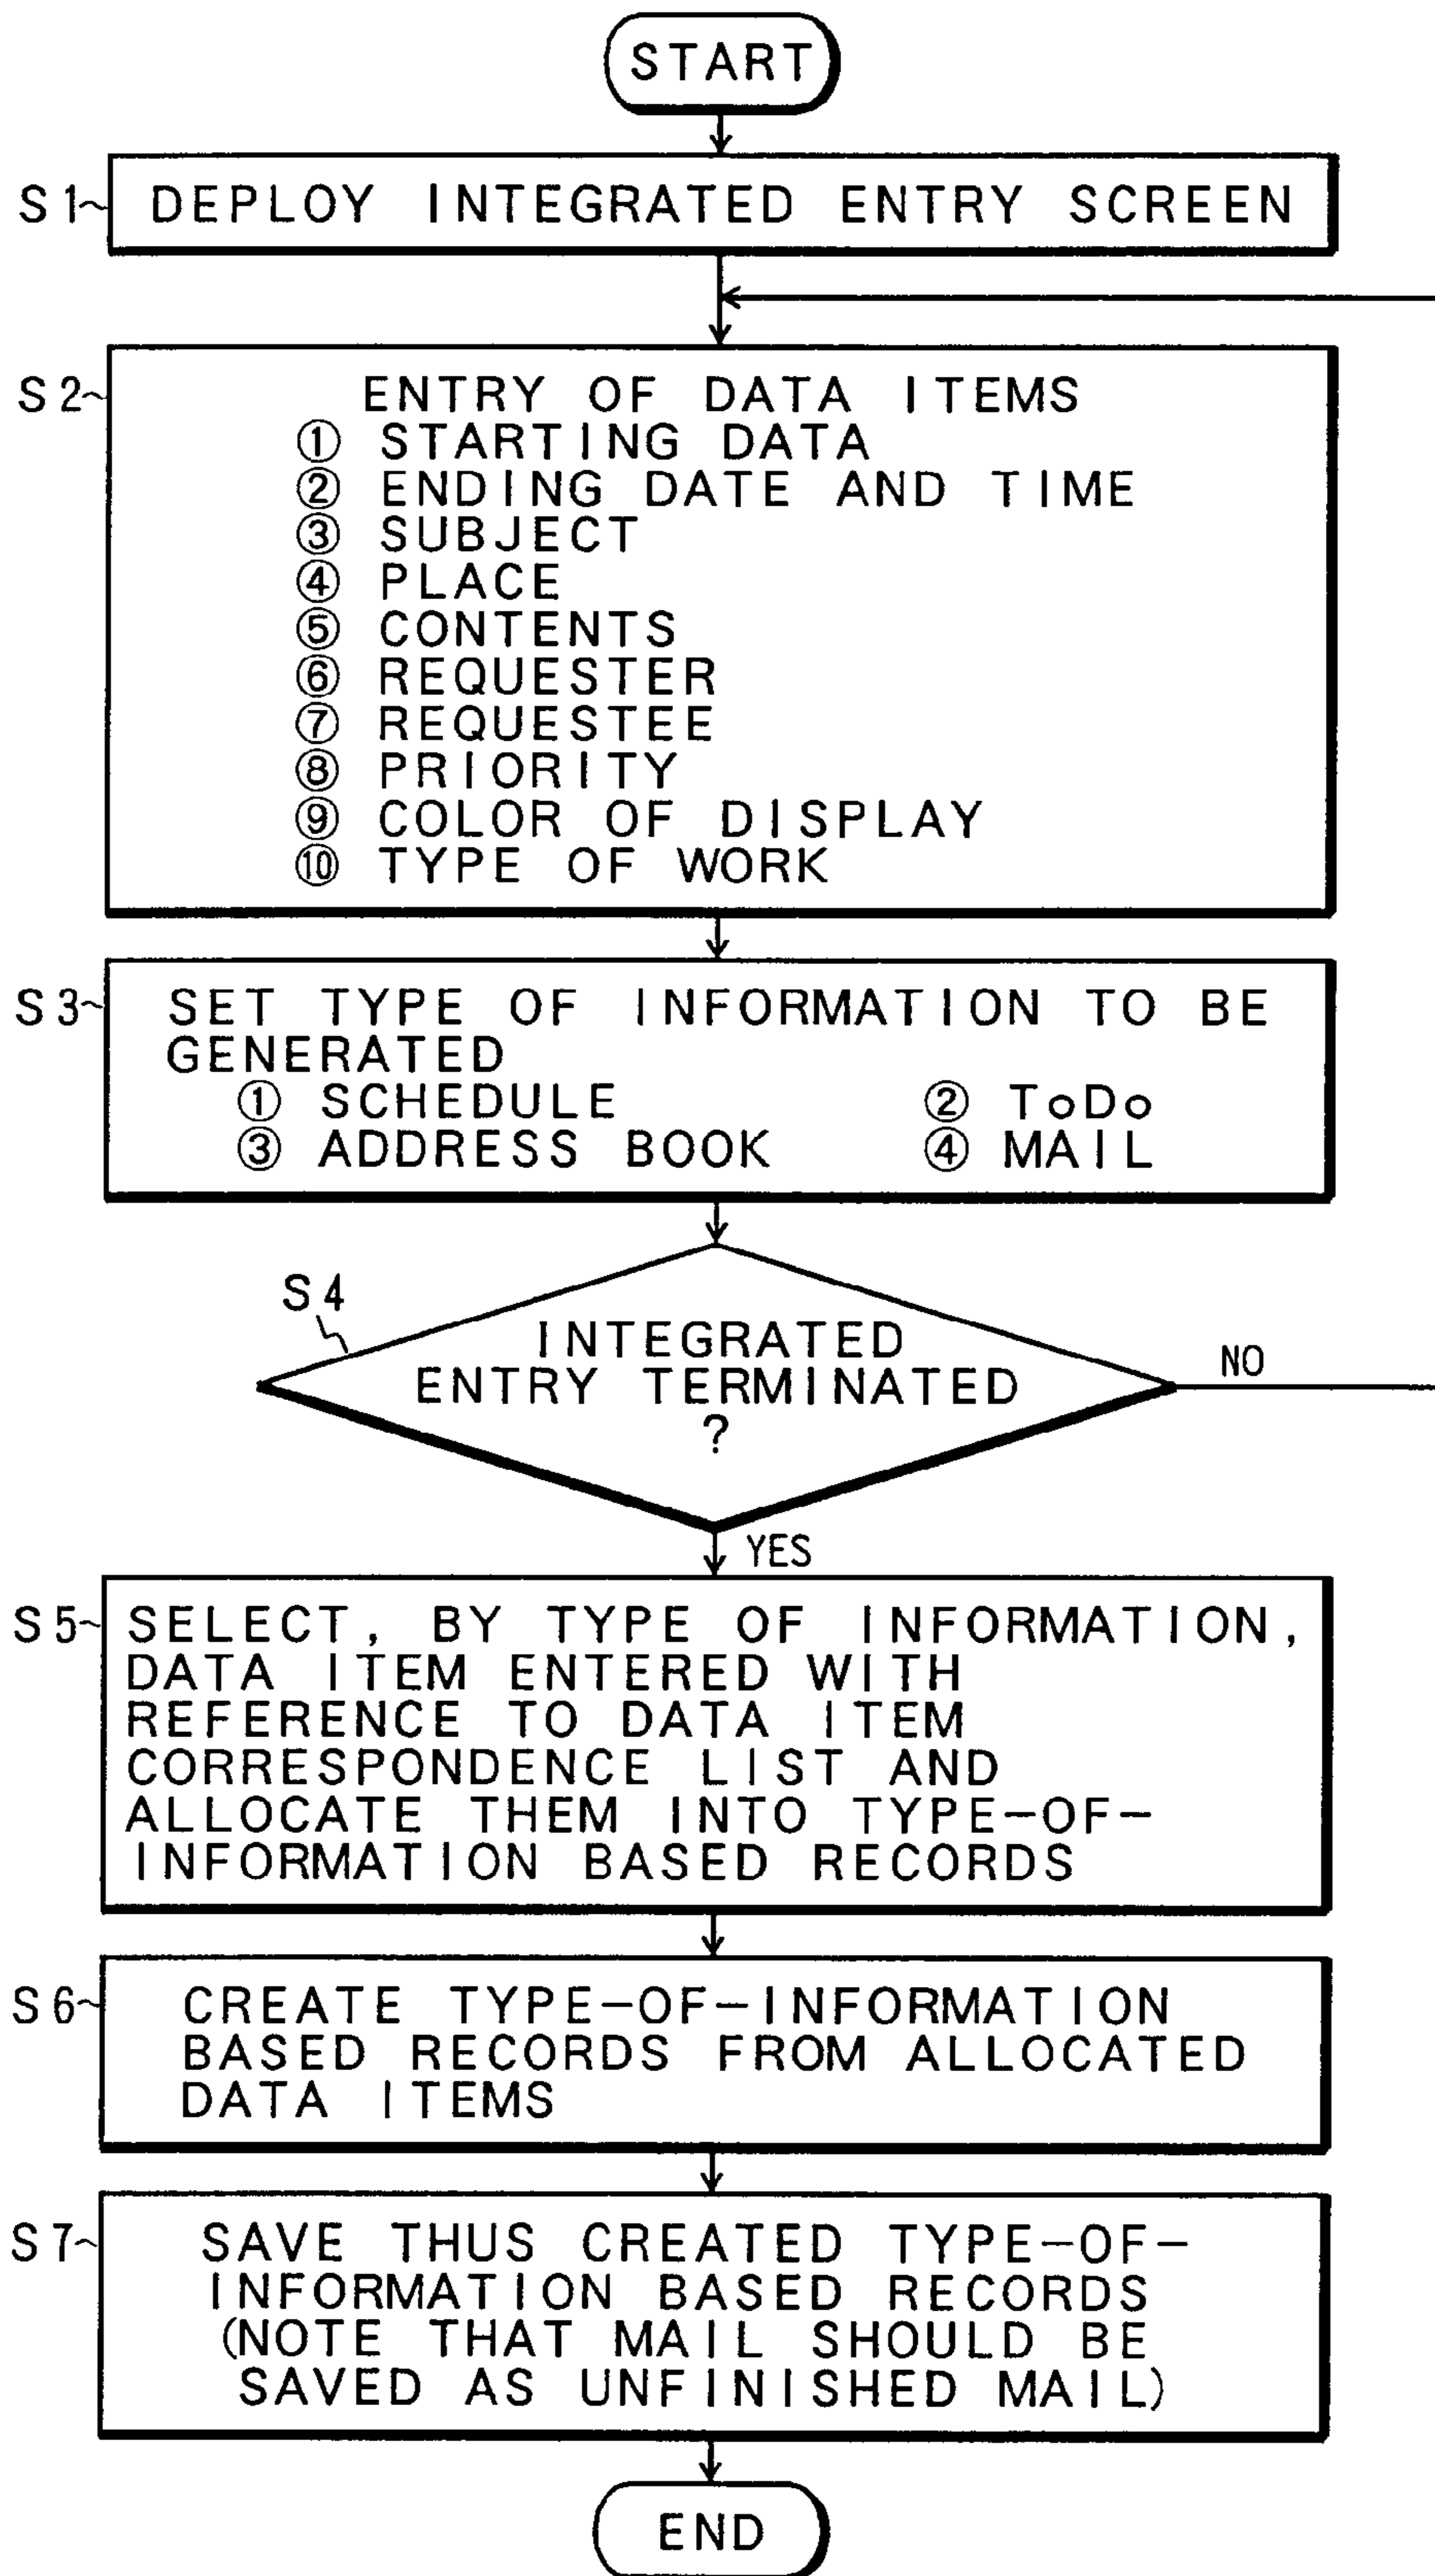 START
S1 DEPLOY INTEGRATED ENTRY SCREEN
S2 ENTRY OF DATA ITEMS
① STARTING DATA
② ENDING DATE AND TIME
③ SUBJECT
④ PLACE
⑤ CONTENTS
⑥ REQUESTER
⑦ REQUESTEE
⑧ PRIORITY
⑨ COLOR OF DISPLAY
⑩ TYPE OF WORK
S3 SET TYPE OF INFORMATION TO BE
GENERATED
① SCHEDULE ② ToDo
③ ADDRESS BOOK ④ MAIL
S4
INTEGRATED
ENTRY TERMINATED
?
NO
YES
S5 SELECT, BY TYPE OF INFORMATION,
DATA ITEM ENTERED WITH
REFERENCE TO DATA ITEM
CORRESPONDENCE LIST AND
ALLOCATE THEM INTO TYPE-OF-
INFORMATION BASED RECORDS
S6 CREATE TYPE-OF-INFORMATION
BASED RECORDS FROM ALLOCATED
DATA ITEMS
S7 SAVE THUS CREATED TYPE-OF-
INFORMATION BASED RECORDS
(NOTE THAT MAIL SHOULD BE
SAVED AS UNFINISHED MAIL)
END